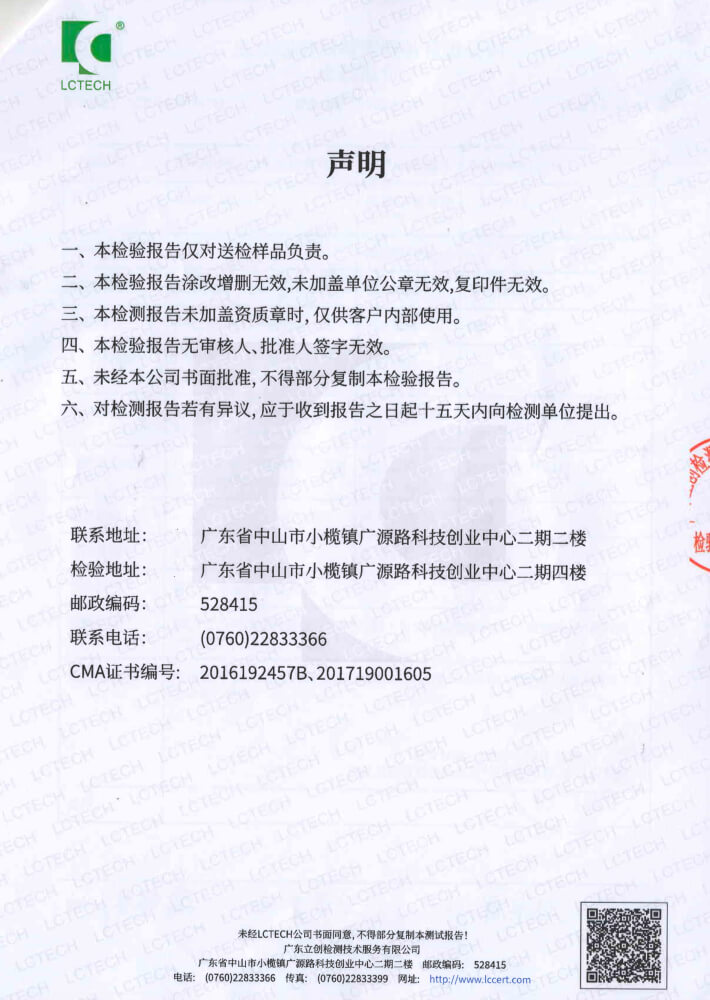 ®
LCTECH
声明
一、本检验报告仅对送检样品负责。
二、本检验报告涂改增删无效,未加盖单位公章无效,复印件无效。
三、本检测报告未加盖资质章时,仅供客户内部使用。
四、本检验报告无审核人、批准人签字无效。
五、未经本公司书面批准,不得部分复制本检验报告。
六、对检测报告若有异议,应于收到报告之日起十五天内向检测单位提出。
联系地址: 广东省中山市小榄镇广源路科技创业中心二期二楼
检验地址: 广东省中山市小榄镇广源路科技创业中心二期四楼
邮政编码: 528415
联系电话: (0760)22833366
CMA证书编号: 2016192457B、201719001605
未经LCTECH公司书面同意,不得部分复制本测试报告!
广东立创检测技术服务有限公司
广东省中山市小榄镇广源路科技创业中心二期二楼 邮政编码: 528415
电话: (0760)22833366 传真: (0760)22833399 网址: http://www.lccert.com